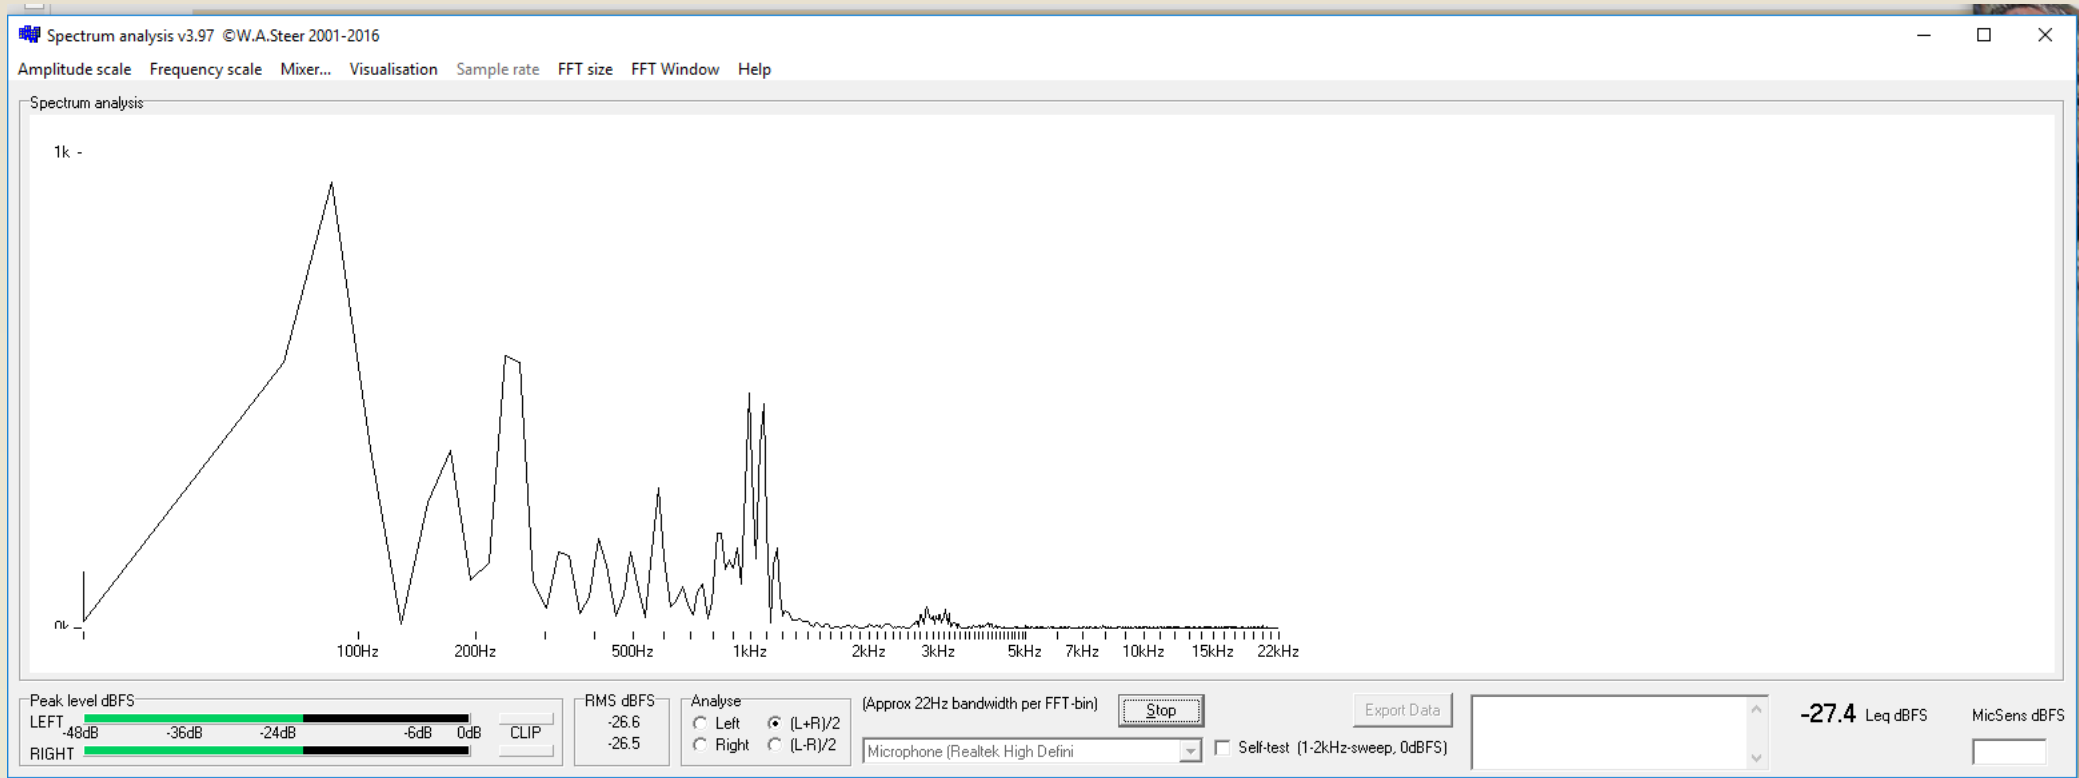 Spectrum analysis v3.97 ©W.A.Steer 2001-2016
Amplitude scale Frequency scale Mixer... Visualisation Sample rate FFT size FFT Window Help
Spectrum analysis
1k -
0k -
100Hz 200Hz 500Hz 1kHz 2kHz 3kHz 5kHz 7kHz 10kHz 15kHz 22kHz
Peak level dBFS
LEFT
-48dB -36dB -24dB -6dB 0dB
RIGHT
CLIP
RMS dBFS
-26.6
-26.5
Analyse
Left (L+R)/2
Right (L-R)/2
(Approx 22Hz bandwidth per FFT-bin)
Stop
Export Data
Microphone (Realtek High Defini
Self-test (1-2kHz-sweep, 0dBFS)
-27.4 Leq dBFS
MicSens dBFS